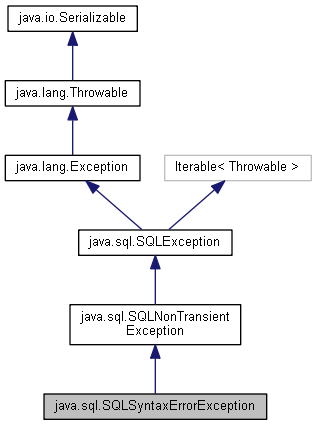 java.io.Serializable
java.lang.Throwable
java.lang.Exception
Iterable< Throwable >
java.sql.SQLException
java.sql.SQLNonTransient
Exception
java.sql.SQLSyntaxErrorException